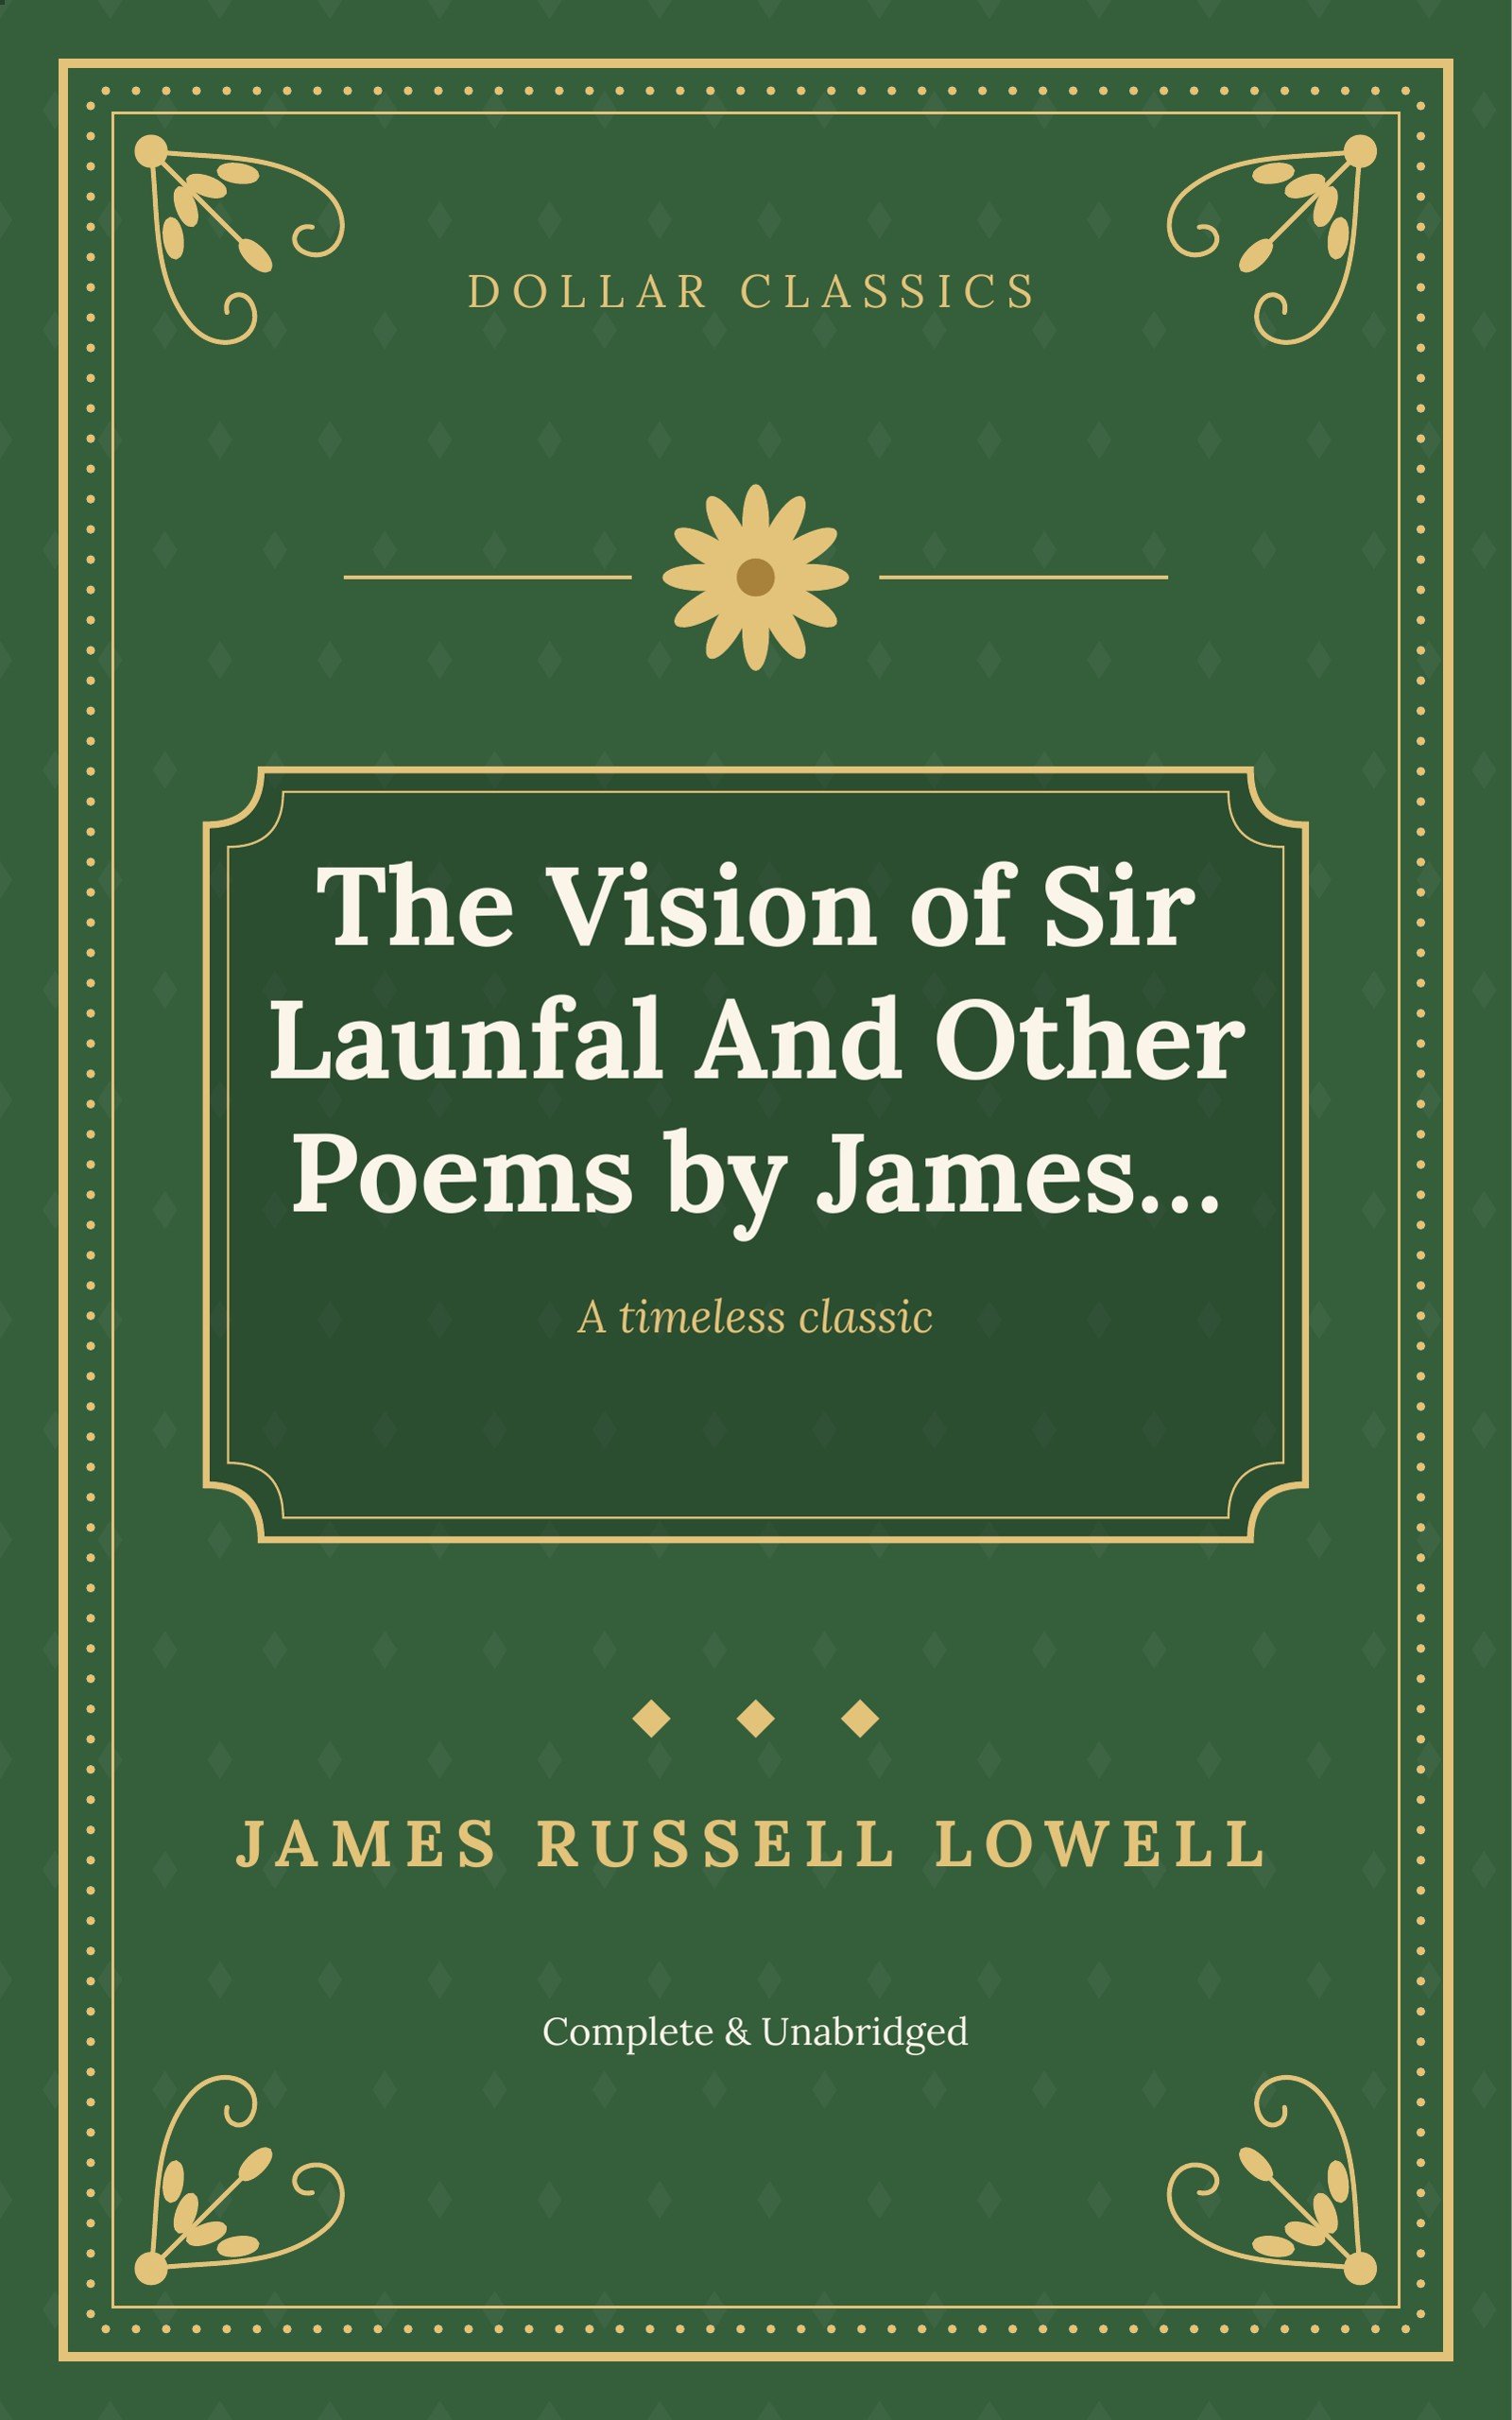 DOLLAR CLASSICS
The Vision of Sir
Launfal And Other
Poems by James...
A timeless classic
JAMES RUSSELL LOWELL
Complete & Unabridged